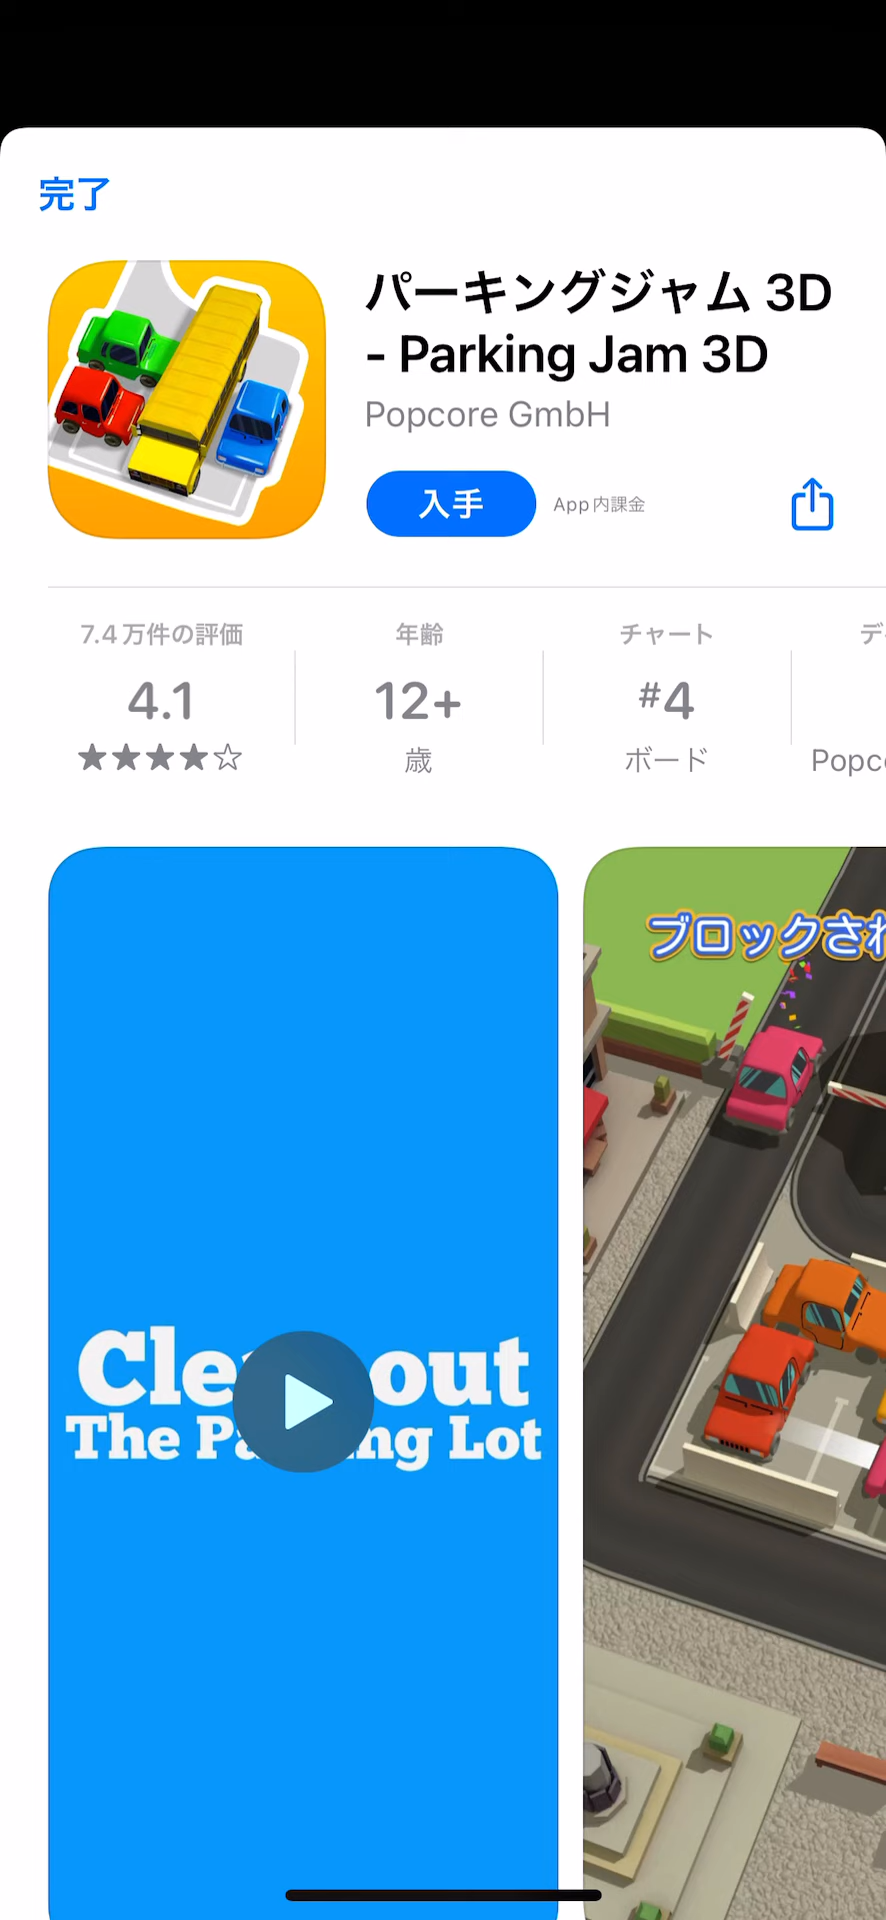 完了
パーキングジャム 3D
- Parking Jam 3D
Popcore GmbH
入手
App内課金
7.4万件の評価
4.1
年齢
12+
歳
チャート
#4
ボード
ブロックされ
The
Lot
out